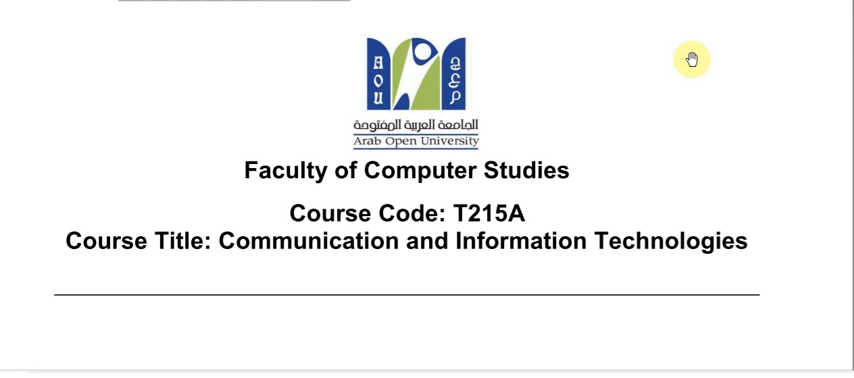 AOU
ج ع م
الجامعة العربية المفتوحة
Arab Open University
Faculty of Computer Studies
Course Code: T215A
Course Title: Communication and Information Technologies